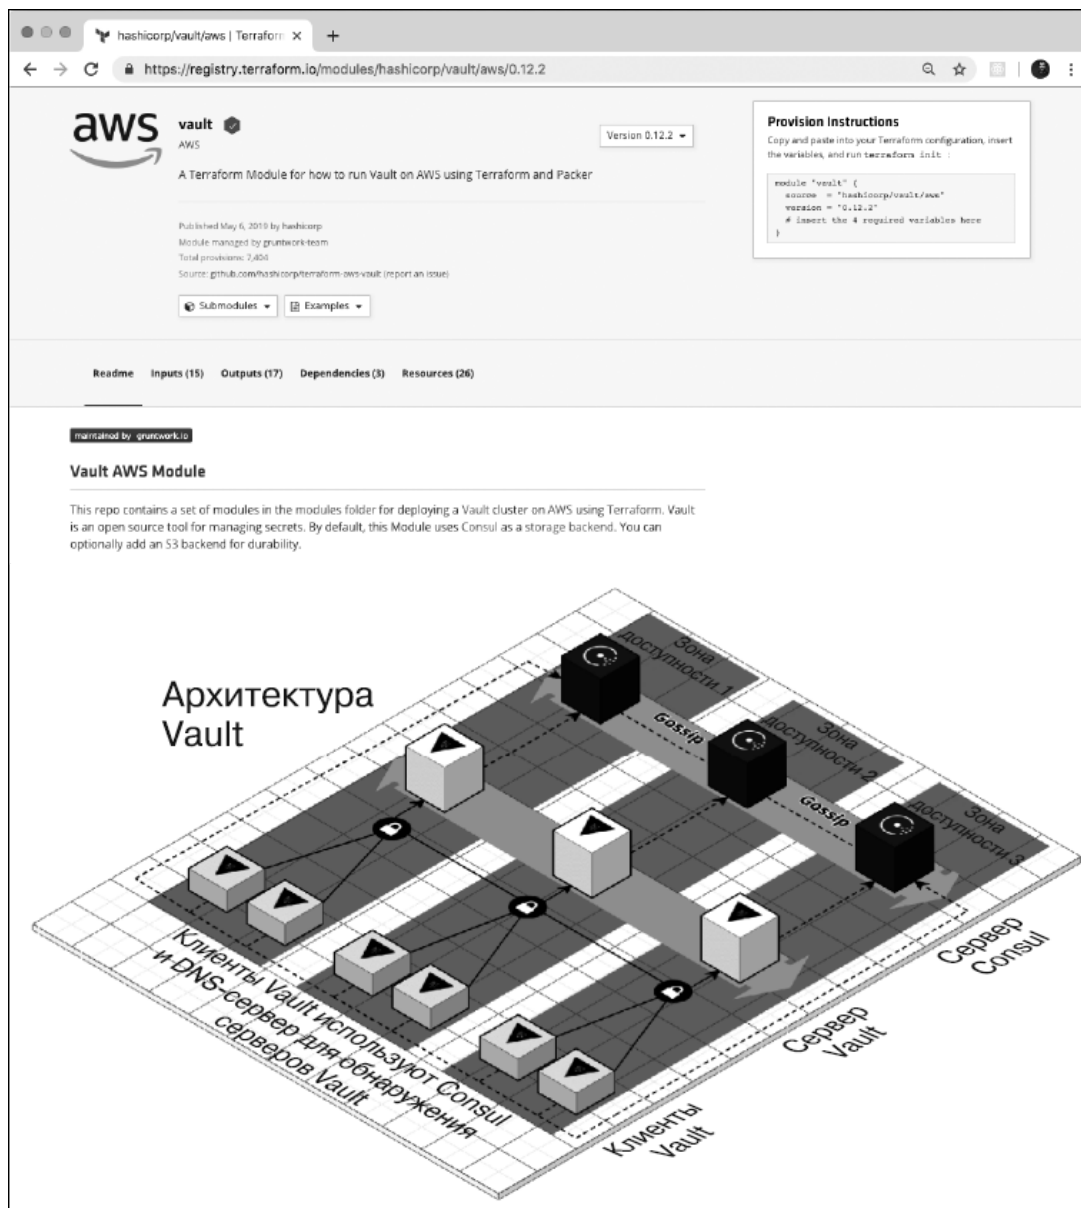 hashicorp/vault/aws | Terraform
https://registry.terraform.io/modules/hashicorp/vault/aws/0.12.2
aws
vault
AWS
Version 0.12.2
A Terraform Module for how to run Vault on AWS using Terraform and Packer
Published May 6, 2019 by hashicorp
Module managed by gruntwork-team
Total provisions: 7,404
Source: github.com/hashicorp/terraform-aws-vault (report an issue)
Submodules
Examples
Provision Instructions
Copy and paste into your Terraform configuration, insert
the variables, and run terraform init :
module "vault" {
source = "hashicorp/vault/aws"
version = "0.12.2"
# insert the 4 required variables here
}
Readme Inputs (15) Outputs (17) Dependencies (3) Resources (26)
maintained by gruntwork.io
Vault AWS Module
This repo contains a set of modules in the modules folder for deploying a Vault cluster on AWS using Terraform. Vault
is an open source tool for managing secrets. By default, this Module uses Consul as a storage backend. You can
optionally add an S3 backend for durability.
Архитектура
Vault
Зона
доступности 1
Gossip
Зона
доступности 2
Gossip
Зона
доступности 3
Клиенты Vault используют Consul
и DNS-сервер для обнаружения
серверов Vault
Клиенты
Vault
Сервер
Vault
Сервер
Consul